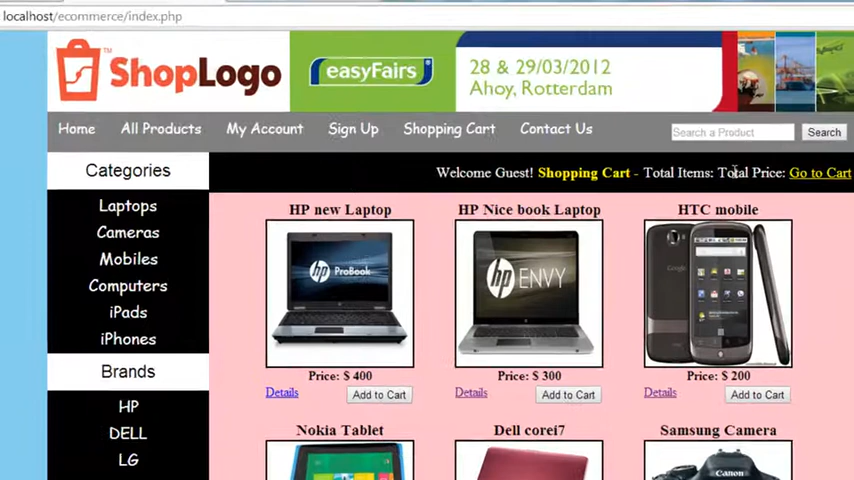 localhost/ecommerce/index.php
ShopLogo™
easyFairs
28 & 29/03/2012
Ahoy, Rotterdam
Home All Products My Account Sign Up Shopping Cart Contact Us Search a Product Search
Categories
Welcome Guest! Shopping Cart - Total Items: Total Price: Go to Cart
Laptops
Cameras
Mobiles
Computers
iPads
iPhones
Brands
HP
DELL
LG
HP new Laptop HP Nice book Laptop HTC mobile
hp ProBook hp ENVY Google
Price: $ 400 Price: $ 300 Price: $ 200
Details Add to Cart Details Add to Cart Details Add to Cart
Nokia Tablet Dell corei7 Samsung Camera